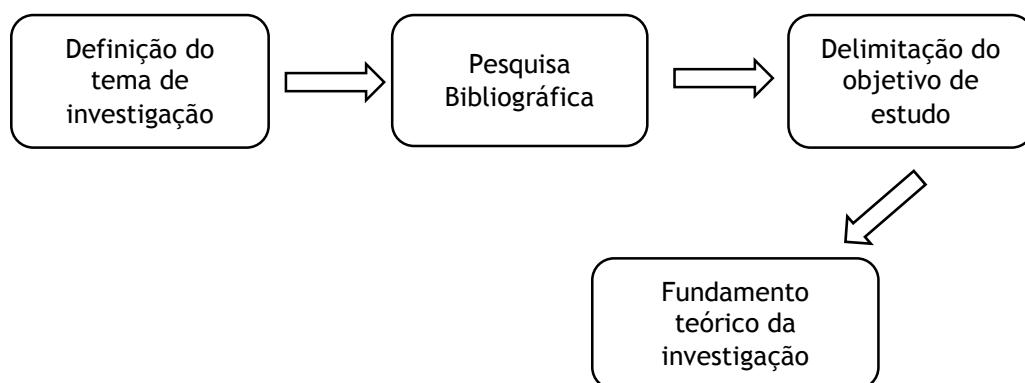 Definição do
tema de
investigação
Pesquisa
Bibliográfica
Delimitação do
objetivo de
estudo
Fundamento
teórico da
investigação